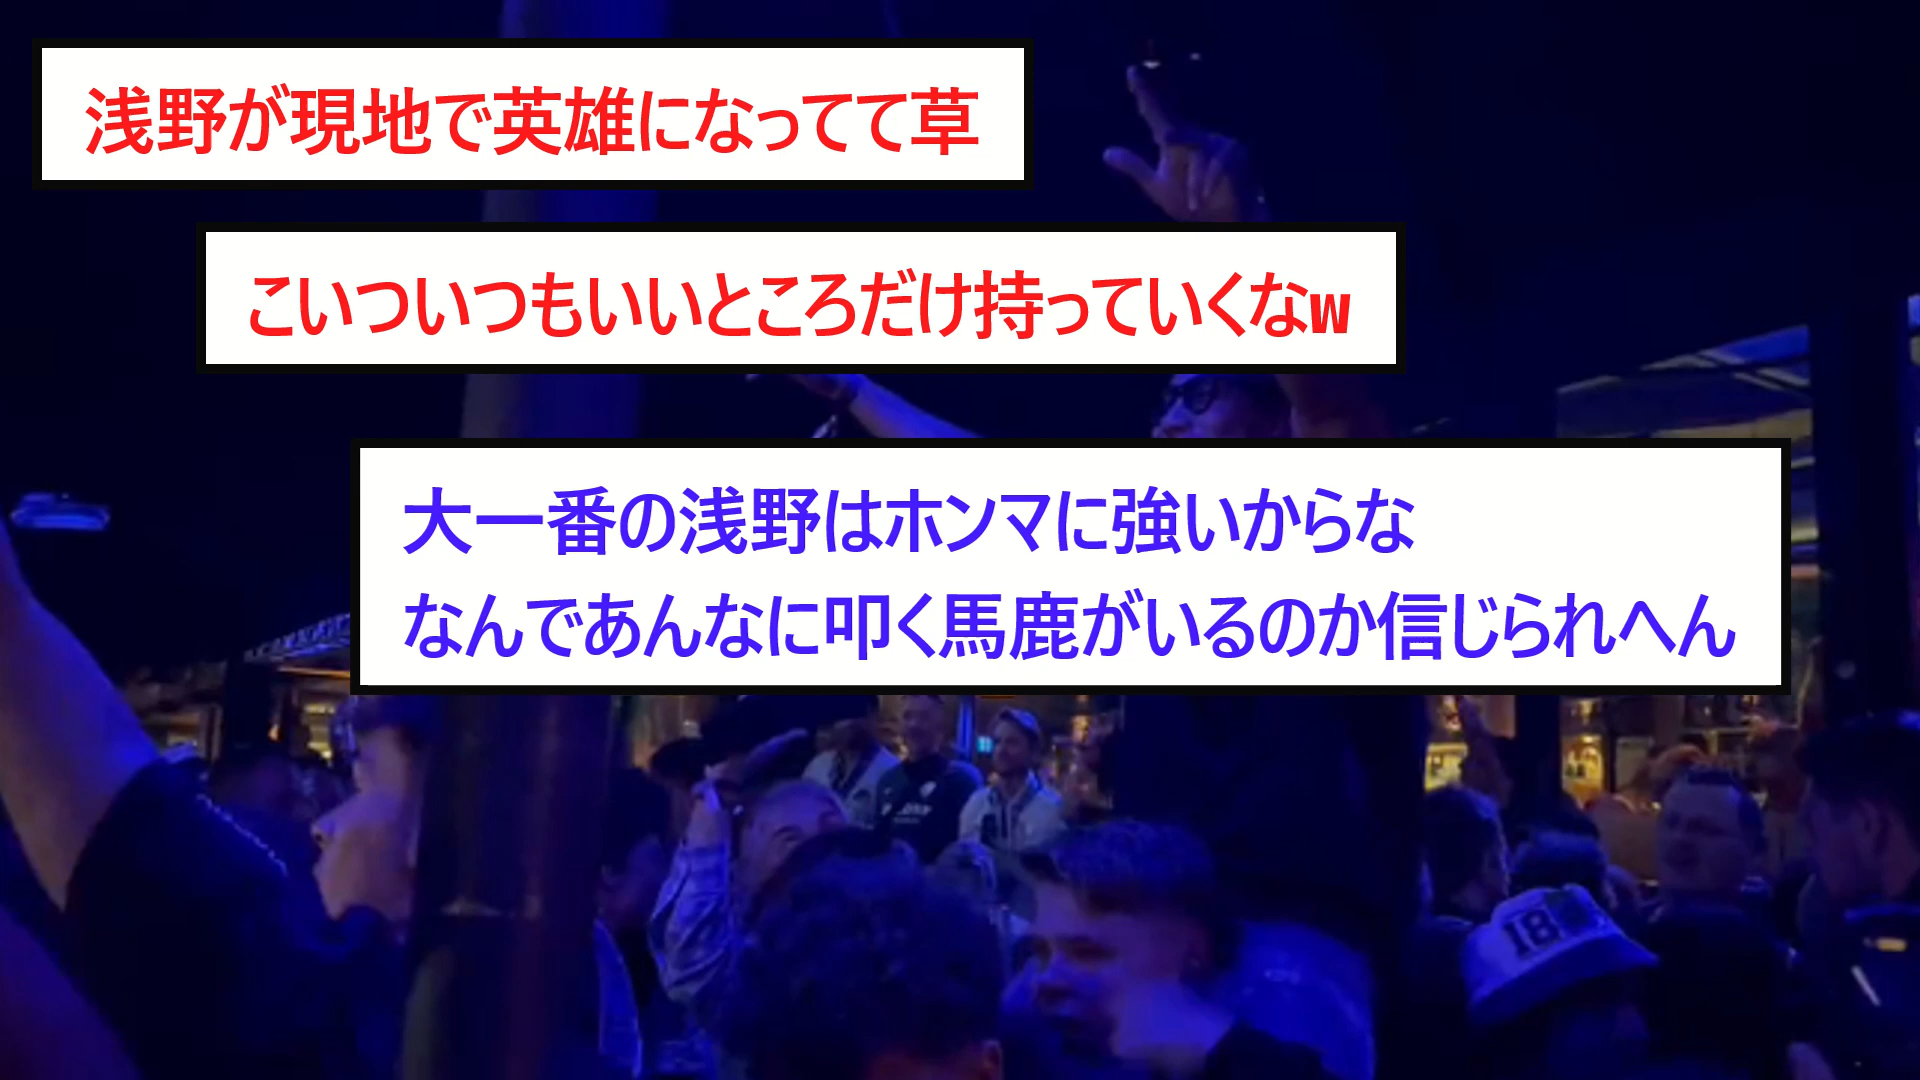 浅野が現地で英雄になってて草
こいついつもいいところだけ持っていくなw
大一番の浅野はホンマに強いからな
なんであんなに叩く馬鹿がいるのか信じられへん
18